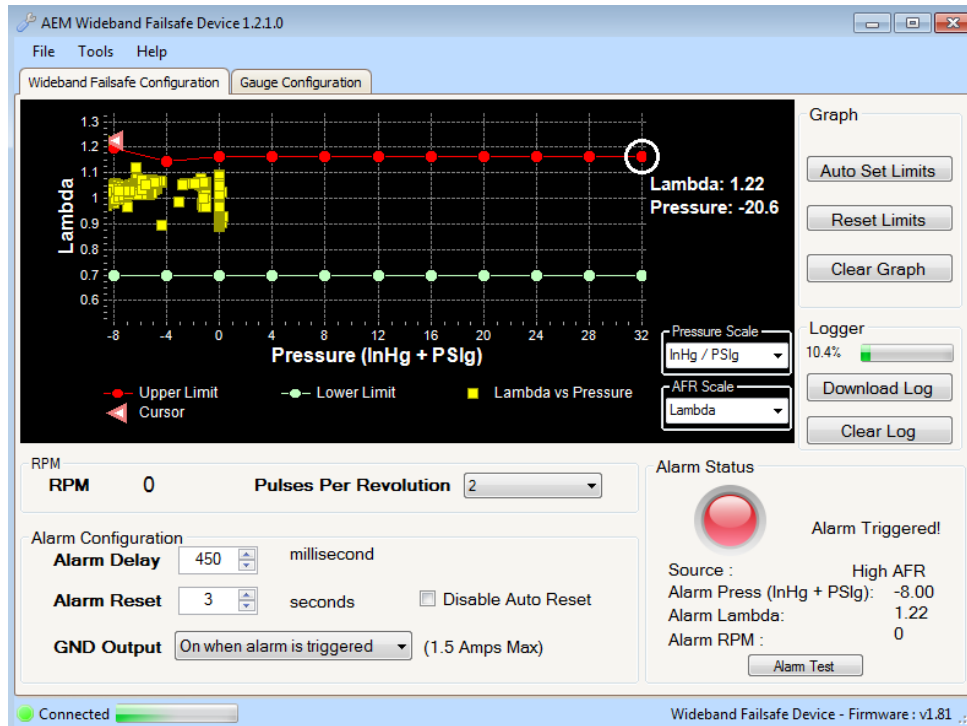 AEM Wideband Failsafe Device 1.2.1.0
File Tools Help
Wideband Failsafe Configuration Gauge Configuration
1.3
1.2
1.1
1
0.9
0.8
0.7
0.6
Lambda
-8 -4 0 4 8 12 16 20 24 28 32
Pressure (InHg + PSIg)
Lambda: 1.22
Pressure: -20.6
Upper Limit Lower Limit Lambda vs Pressure
Cursor
Pressure Scale
InHg / PSIg
AFR Scale
Lambda
Graph
Auto Set Limits
Reset Limits
Clear Graph
Logger
10.4%
Download Log
Clear Log
RPM
RPM 0 Pulses Per Revolution 2
Alarm Configuration
Alarm Delay 450 millisecond
Alarm Reset 3 seconds Disable Auto Reset
GND Output On when alarm is triggered (1.5 Amps Max)
Alarm Status
Alarm Triggered!
Source : High AFR
Alarm Press (InHg + PSIg): -8.00
Alarm Lambda: 1.22
Alarm RPM : 0
Alarm Test
Connected Wideband Failsafe Device - Firmware : v1.81